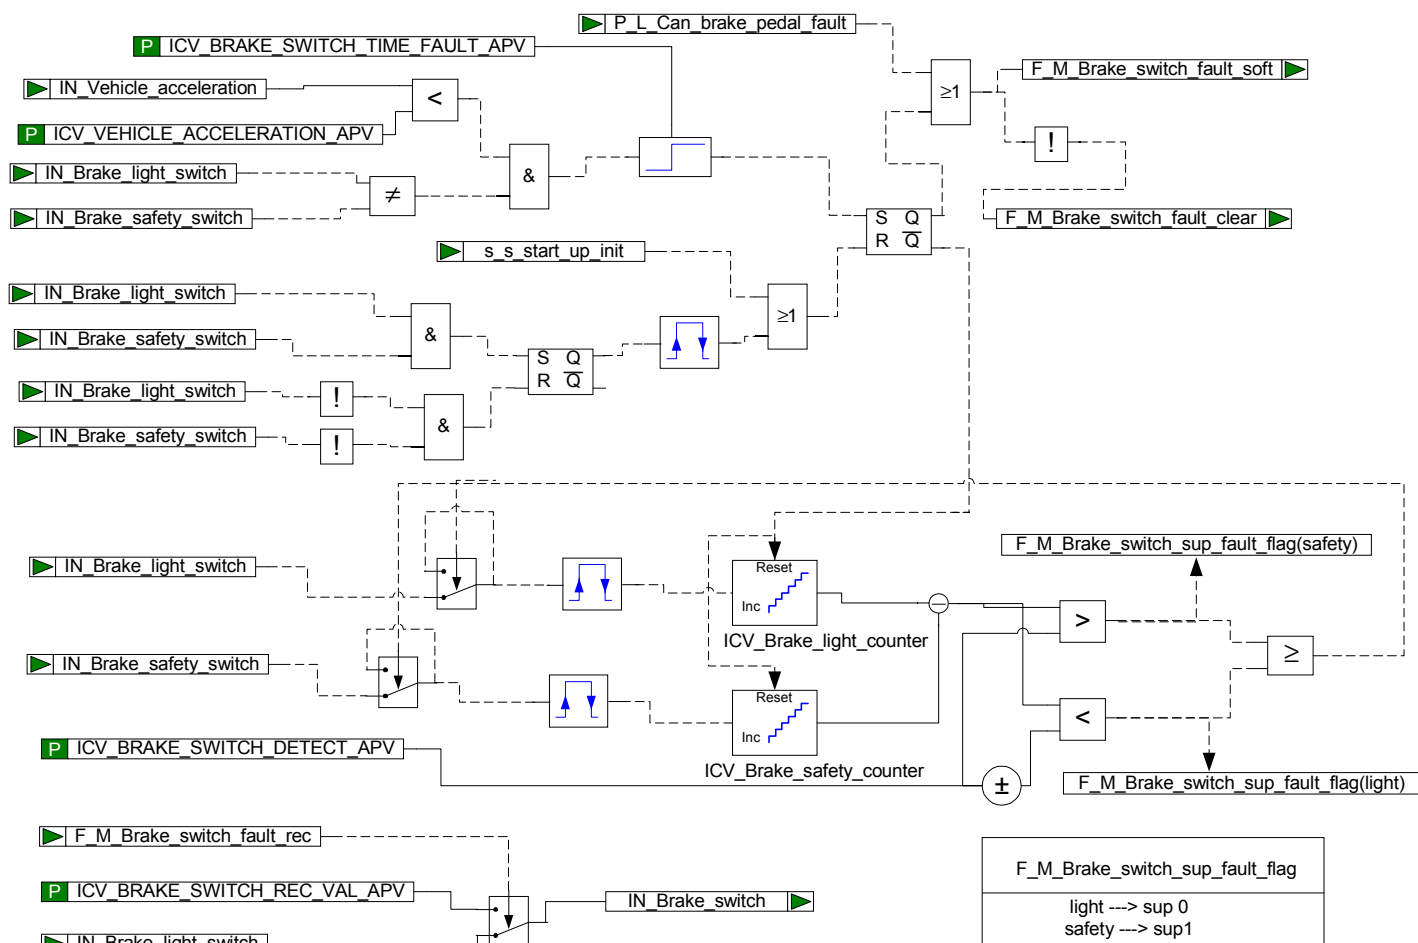 P_L_Can_brake_pedal_fault
P ICV_BRAKE_SWITCH_TIME_FAULT_APV
IN_Vehicle_acceleration
<
≥1
F_M_Brake_switch_fault_soft
P ICV_VEHICLE_ACCELERATION_APV
!
IN_Brake_light_switch
≠
&
IN_Brake_safety_switch
S Q
R Q̅
F_M_Brake_switch_fault_clear
s_s_start_up_init
IN_Brake_light_switch
&
≥1
IN_Brake_safety_switch
S Q
R Q̅
IN_Brake_light_switch
!
&
IN_Brake_safety_switch
!
F_M_Brake_switch_sup_fault_flag(safety)
IN_Brake_light_switch
Reset
Inc
ICV_Brake_light_counter
−
>
≥
IN_Brake_safety_switch
Reset
Inc
ICV_Brake_safety_counter
<
P ICV_BRAKE_SWITCH_DETECT_APV
±
F_M_Brake_switch_sup_fault_flag(light)
F_M_Brake_switch_fault_rec
P ICV_BRAKE_SWITCH_REC_VAL_APV
IN_Brake_switch
IN_Brake_light_switch
F_M_Brake_switch_sup_fault_flag
light ---> sup 0
safety ---> sup1